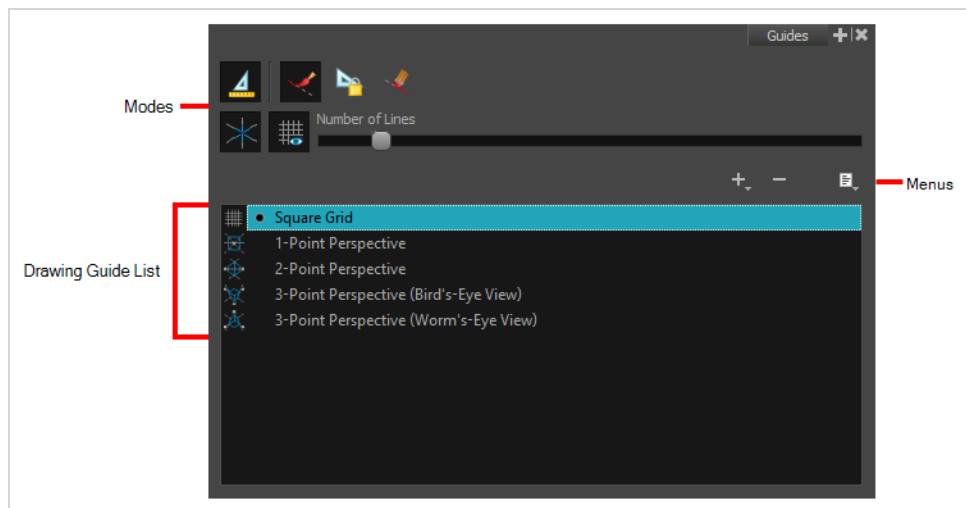 Guides
Modes
Number of Lines
Menus
Drawing Guide List
Square Grid
1-Point Perspective
2-Point Perspective
3-Point Perspective (Bird's-Eye View)
3-Point Perspective (Worm's-Eye View)